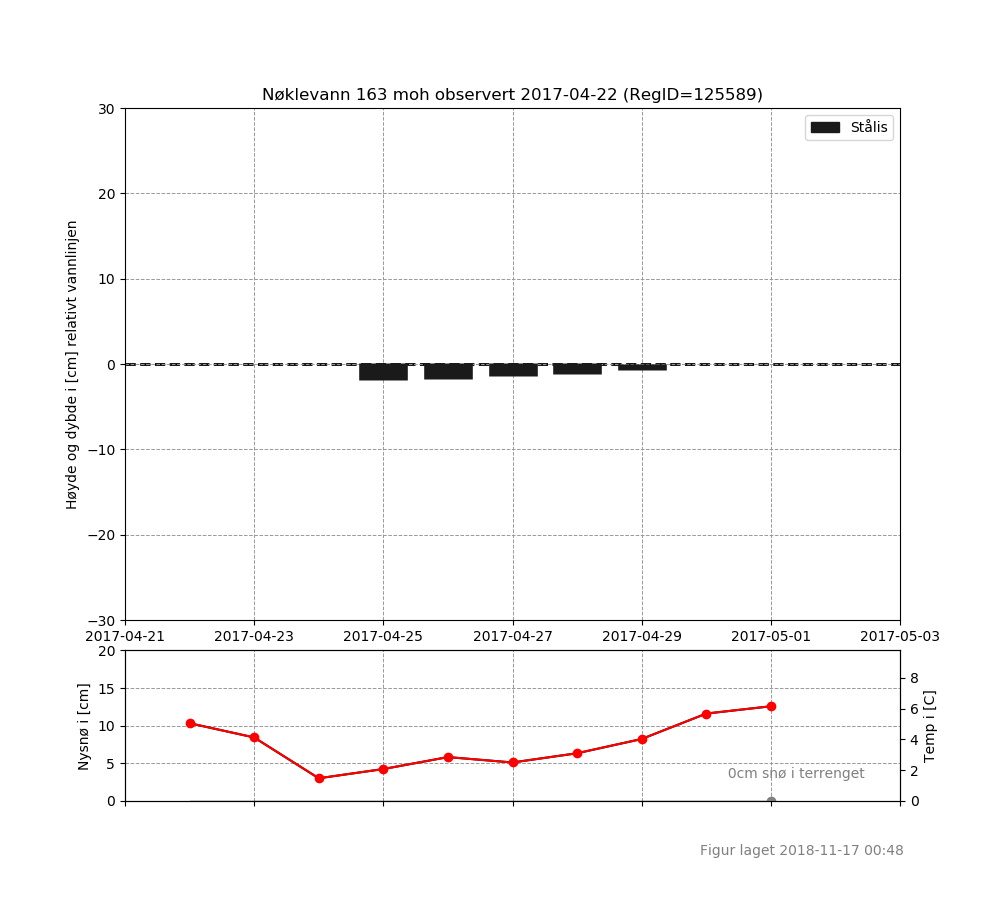 Nøklevann 163 moh observert 2017-04-22 (RegID=125589)
Stålis
Høyde og dybde i [cm] relativt vannlinjen
30
20
10
0
−10
−20
−30
2017-04-21 2017-04-23 2017-04-25 2017-04-27 2017-04-29 2017-05-01 2017-05-03
Nysnø i [cm]
20
15
10
5
0
8
6
4
2
0
Temp i [C]
0cm snø i terrenget
Figur laget 2018-11-17 00:48